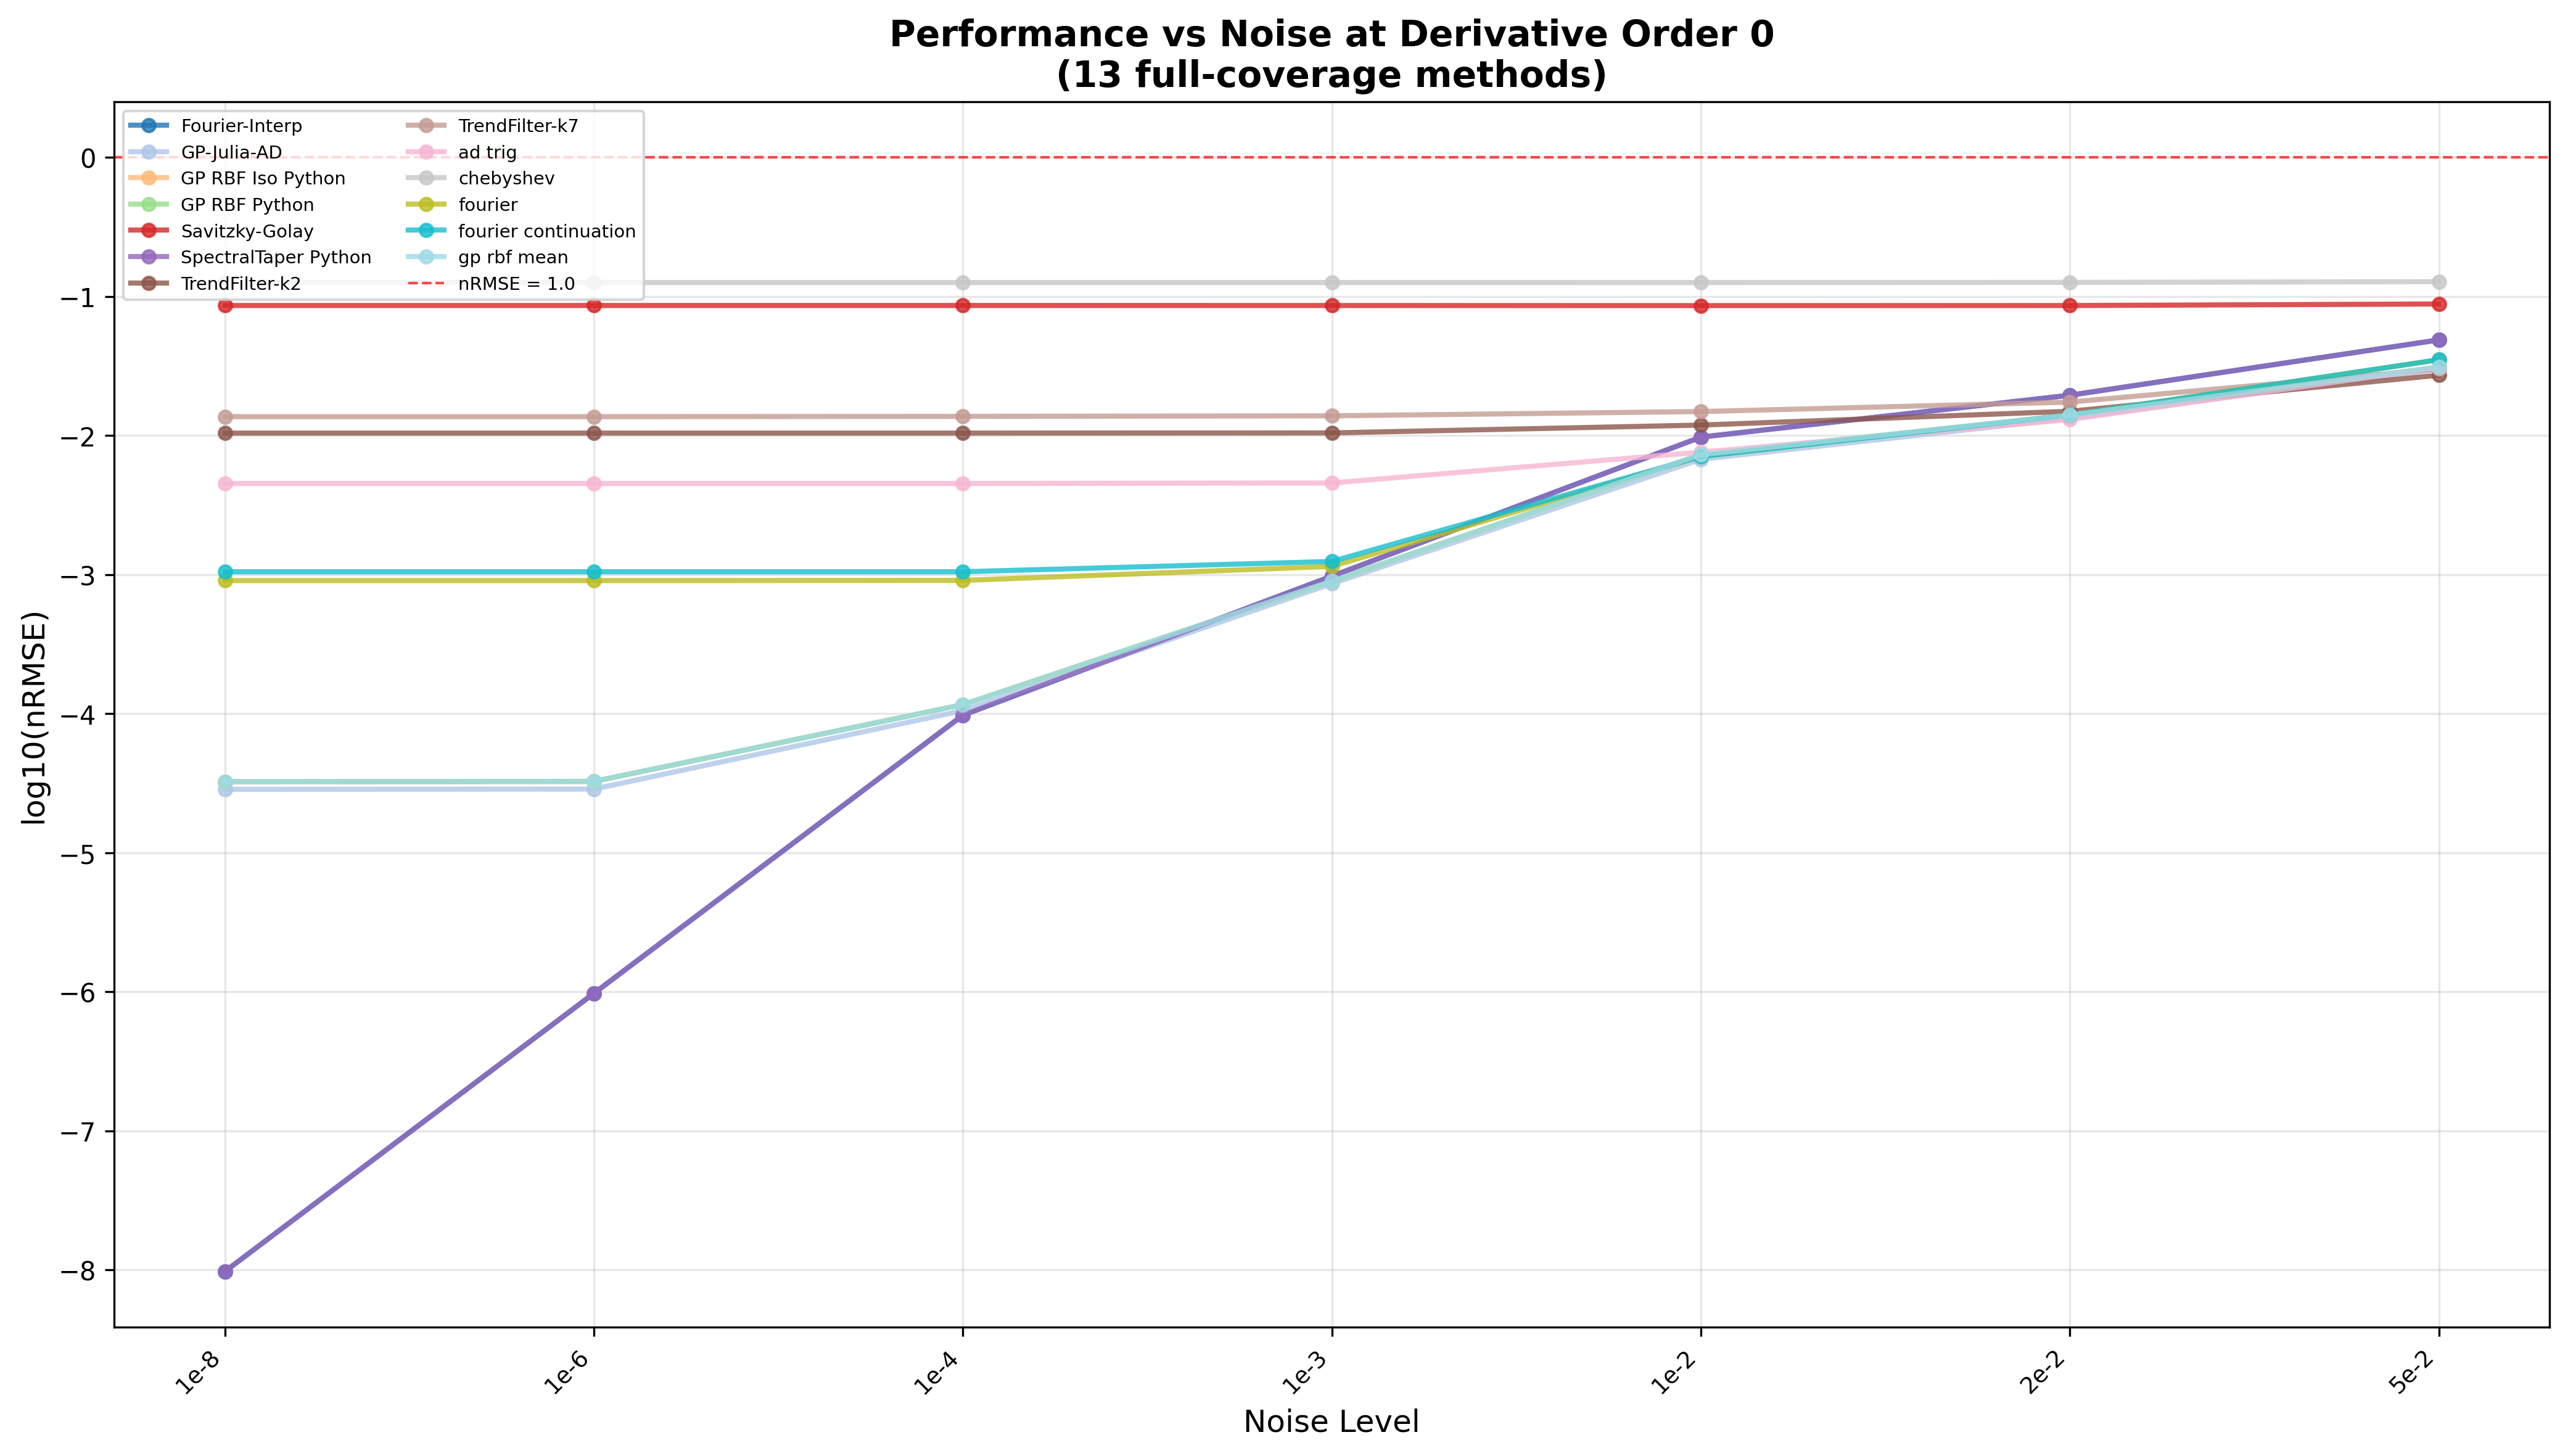 Performance vs Noise at Derivative Order 0
(13 full-coverage methods)
Fourier-Interp
GP-Julia-AD
GP RBF Iso Python
GP RBF Python
Savitzky-Golay
SpectralTaper Python
TrendFilter-k2
TrendFilter-k7
ad trig
chebyshev
fourier
fourier continuation
gp rbf mean
nRMSE = 1.0
log10(nRMSE)
0
−1
−2
−3
−4
−5
−6
−7
−8
1e-8
1e-6
1e-4
1e-3
1e-2
2e-2
5e-2
Noise Level